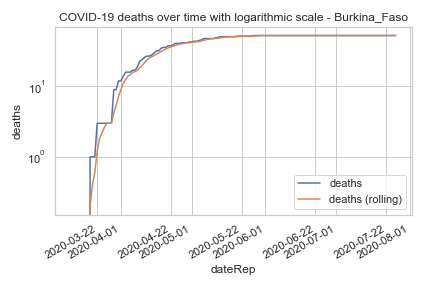 COVID-19 deaths over time with logarithmic scale - Burkina_Faso
deaths
10¹
10⁰
deaths
deaths (rolling)
2020-03-22
2020-04-01
2020-04-22
2020-05-01
2020-05-22
2020-06-01
2020-06-22
2020-07-01
2020-07-22
2020-08-01
dateRep